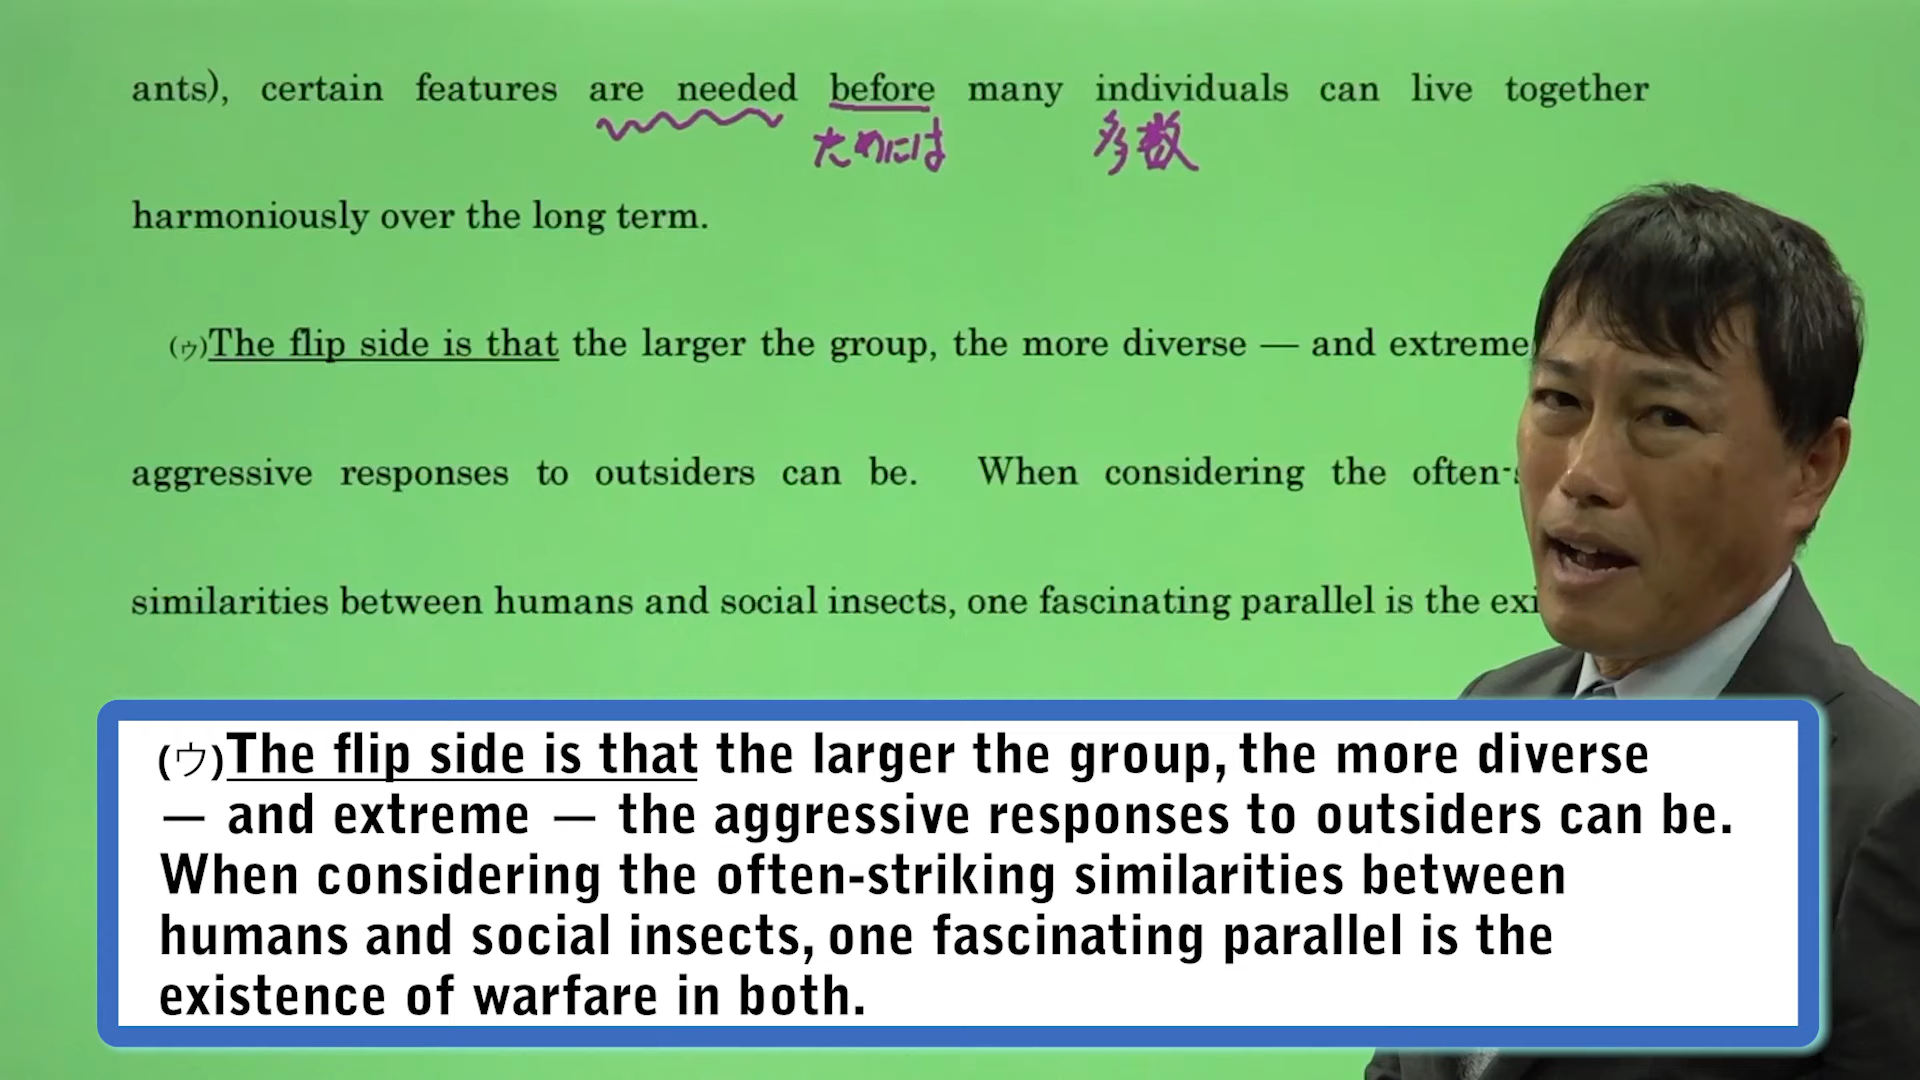 ants), certain features are needed before many individuals can live together
ためには 多数
harmoniously over the long term.
(ウ)The flip side is that the larger the group, the more diverse — and extreme
aggressive responses to outsiders can be. When considering the often-
similarities between humans and social insects, one fascinating parallel is the exi
(ウ)The flip side is that the larger the group, the more diverse
— and extreme — the aggressive responses to outsiders can be.
When considering the often-striking similarities between
humans and social insects, one fascinating parallel is the
existence of warfare in both.